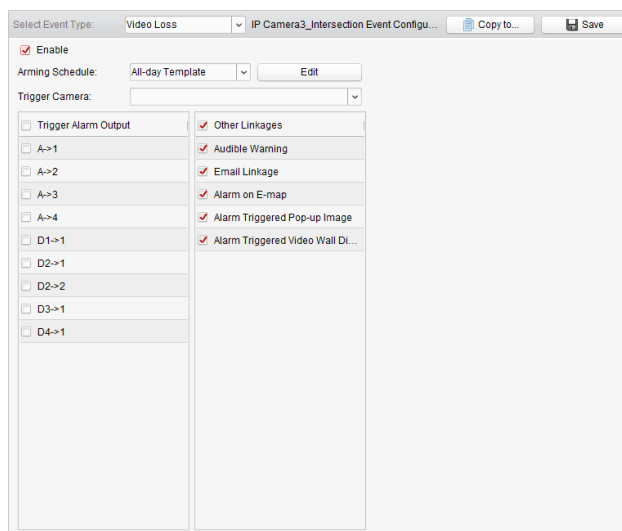 Select Event Type: Video Loss IP Camera3_Intersection Event Configu... Copy to... Save
Enable
Arming Schedule: All-day Template Edit
Trigger Camera:
Trigger Alarm Output Other Linkages
A->1 Audible Warning
A->2 Email Linkage
A->3 Alarm on E-map
A->4 Alarm Triggered Pop-up Image
D1->1 Alarm Triggered Video Wall Di...
D2->1
D2->2
D3->1
D4->1